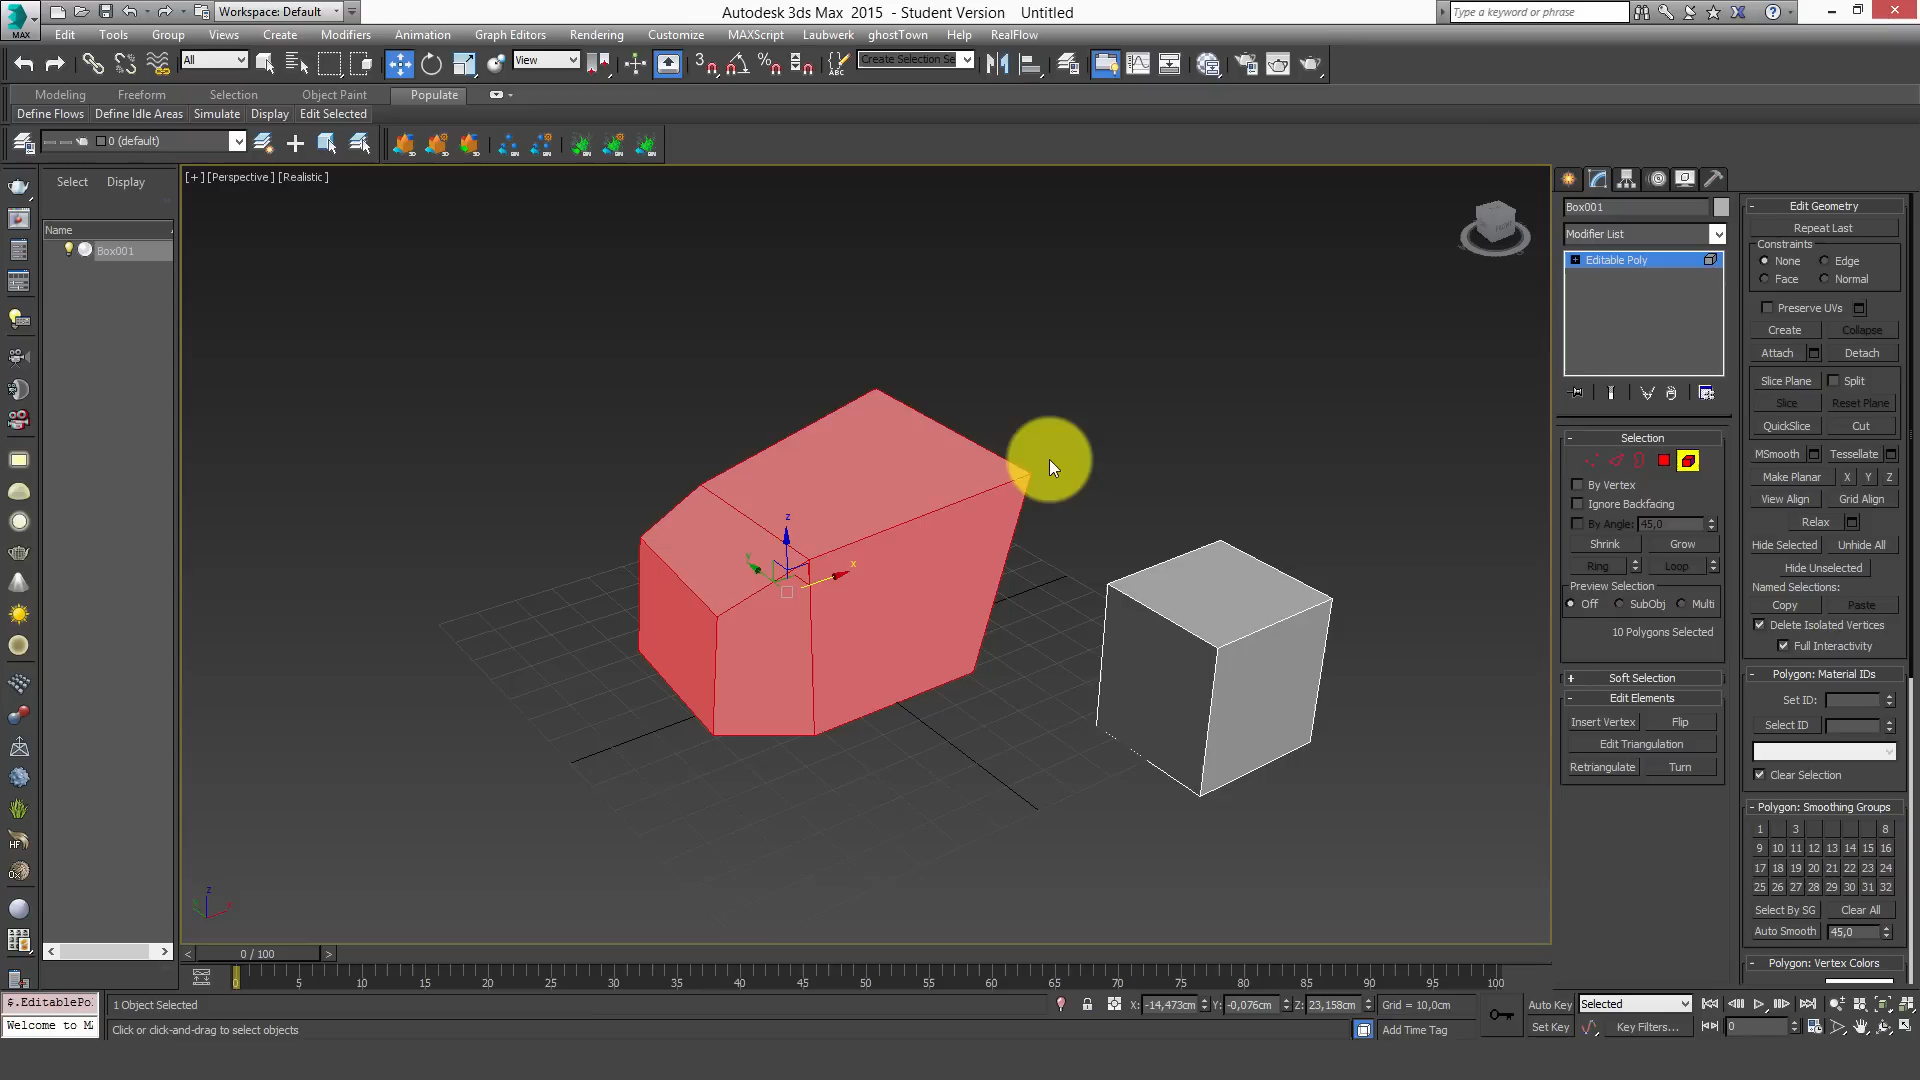 MAX
Workspace: Default
Autodesk 3ds Max 2015 - Student Version Untitled
Type a keyword or phrase
Edit Tools Group Views Create Modifiers Animation Graph Editors Rendering Customize MAXScript Laubwerk ghostTown Help RealFlow
All
View
3
%
ABC
Create Selection Se
Modeling Freeform Selection Object Paint Populate
Define Flows Define Idle Areas Simulate Display Edit Selected
0 (default)
Select Display
Name
Box001
[+] [Perspective] [Realistic]
FRONT
z
y
x
z
Box001
Modifier List
Editable Poly
Selection
By Vertex
Ignore Backfacing
By Angle: 45,0
Shrink Grow
Ring Loop
Preview Selection
Off SubObj Multi
10 Polygons Selected
Soft Selection
Edit Elements
Insert Vertex Flip
Edit Triangulation
Retriangulate Turn
Edit Geometry
Repeat Last
Constraints
None Edge
Face Normal
Preserve UVs
Create Collapse
Attach Detach
Slice Plane Split
Slice Reset Plane
QuickSlice Cut
MSmooth Tessellate
Make Planar X Y Z
View Align Grid Align
Relax
Hide Selected Unhide All
Hide Unselected
Named Selections:
Copy Paste
Delete Isolated Vertices
Full Interactivity
Polygon: Material IDs
Set ID:
Select ID
Clear Selection
Polygon: Smoothing Groups
1 3 8
9 10 11 12 13 14 15 16
17 18 19 20 21 22 23 24
25 26 27 28 29 30 31 32
Select By SG Clear All
Auto Smooth 45,0
Polygon: Vertex Colors
HF
< 0 / 100 >
0 5 10 15 20 25 30 35 40 45 50 55 60 65 70 75 80 85 90 95 100
$.EditablePo
Welcome to M
1 Object Selected
Click or click-and-drag to select objects
X: -14,473cm Y: -0,076cm Z: 23,158cm Grid = 10,0cm
Add Time Tag
Auto Key Selected
Set Key Key Filters... 0